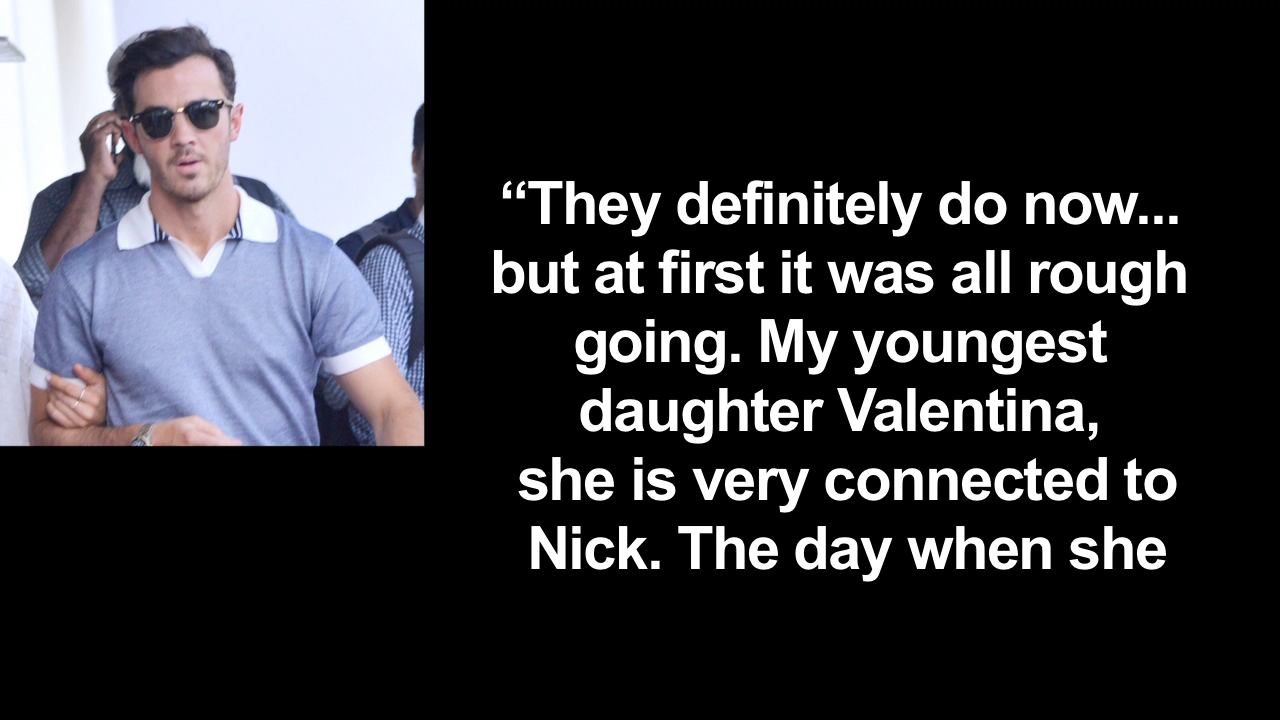 “They definitely do now...
but at first it was all rough
going. My youngest
daughter Valentina,
she is very connected to
Nick. The day when she